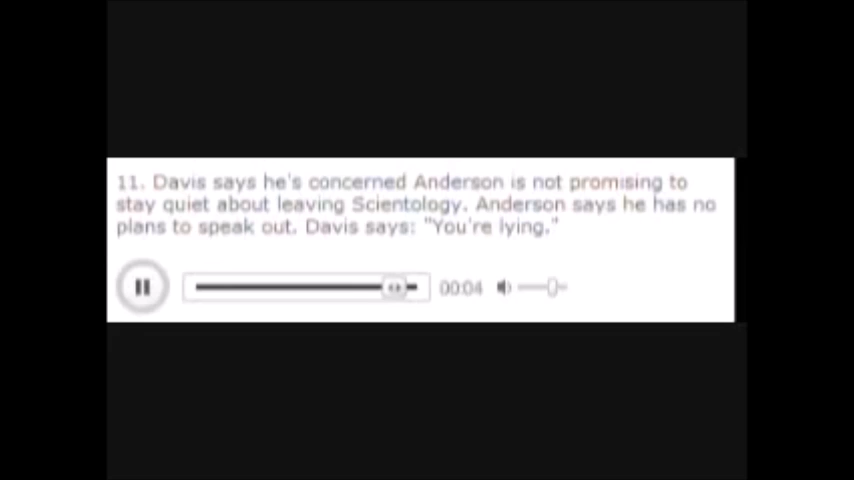 11. Davis says he's concerned Anderson is not promising to
stay quiet about leaving Scientology. Anderson says he has no
plans to speak out. Davis says: "You're lying."
00:04